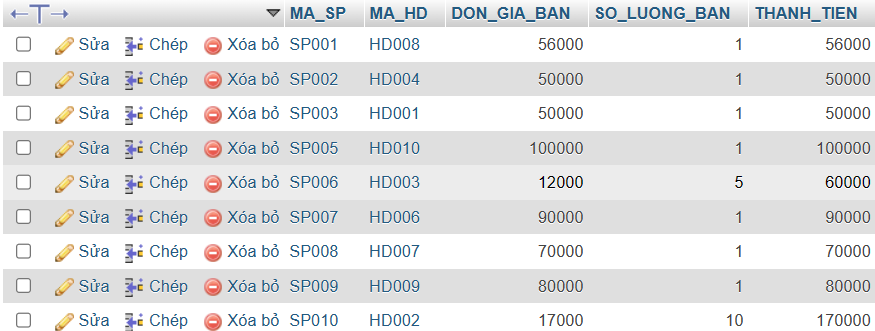 ←T→ MA_SP MA_HD DON_GIA_BAN SO_LUONG_BAN THANH_TIEN
Sửa Chép Xóa bỏ SP001 HD008 56000 1 56000
Sửa Chép Xóa bỏ SP002 HD004 50000 1 50000
Sửa Chép Xóa bỏ SP003 HD001 50000 1 50000
Sửa Chép Xóa bỏ SP005 HD010 100000 1 100000
Sửa Chép Xóa bỏ SP006 HD003 12000 5 60000
Sửa Chép Xóa bỏ SP007 HD006 90000 1 90000
Sửa Chép Xóa bỏ SP008 HD007 70000 1 70000
Sửa Chép Xóa bỏ SP009 HD009 80000 1 80000
Sửa Chép Xóa bỏ SP010 HD002 17000 10 170000